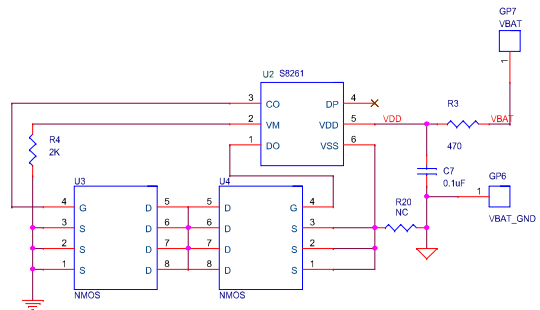 GP7
VBAT
1
U2 S8261
3 CO DP 4
2 VM VDD 5 VDD R3 VBAT
1 DO VSS 6 470
R4
2K
C7
0.1uF
GP6
1
VBAT_GND
U3 U4
4 G D 5 5 D G 4
3 S D 6 6 D S 3
2 S D 7 7 D S 2
1 S D 8 8 D S 1
R20
NC
NMOS NMOS